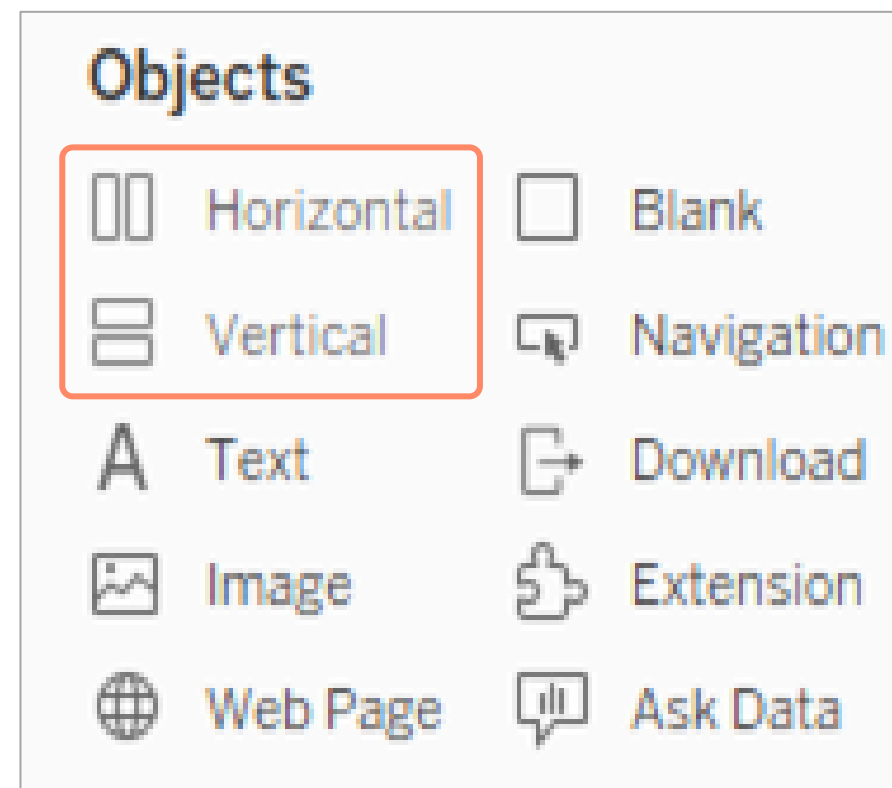 Objects
Horizontal
Blank
Vertical
Navigation
Text
Download
Image
Extension
Web Page
Ask Data